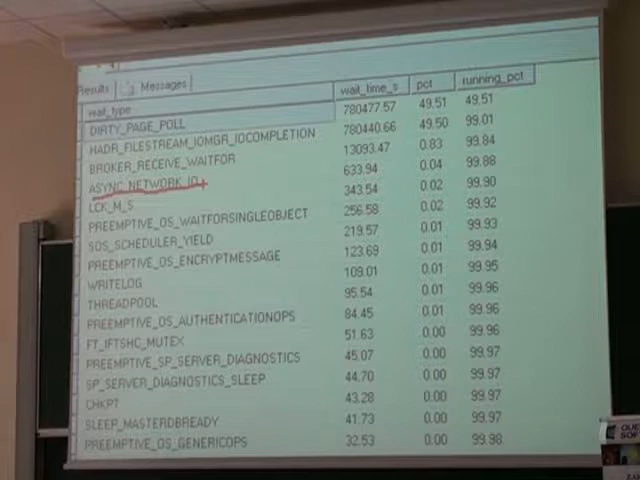 Results Messages
wait_type wait_time_s pct running_pct
DIRTY_PAGE_POLL 780477.57 49.51 49.51
HADR_FILESTREAM_IOMGR_IOCOMPLETION 780440.66 49.50 99.01
BROKER_RECEIVE_WAITFOR 13093.47 0.83 99.84
ASYNC_NETWORK_IO 633.94 0.04 99.88
LCK_M_S 343.54 0.02 99.90
PREEMPTIVE_OS_WAITFORSINGLEOBJECT 256.58 0.02 99.92
SOS_SCHEDULER_YIELD 219.57 0.01 99.93
PREEMPTIVE_OS_ENCRYPTMESSAGE 123.69 0.01 99.94
WRITELOG 109.01 0.01 99.95
THREADPOOL 95.54 0.01 99.96
PREEMPTIVE_OS_AUTHENTICATIONOPS 84.45 0.01 99.96
FT_IFTSHC_MUTEX 51.63 0.00 99.96
PREEMPTIVE_SP_SERVER_DIAGNOSTICS 45.07 0.00 99.97
SP_SERVER_DIAGNOSTICS_SLEEP 44.70 0.00 99.97
CHKPT 43.28 0.00 99.97
SLEEP_MASTERDBREADY 41.73 0.00 99.97
PREEMPTIVE_OS_GENERICOPS 32.53 0.00 99.98